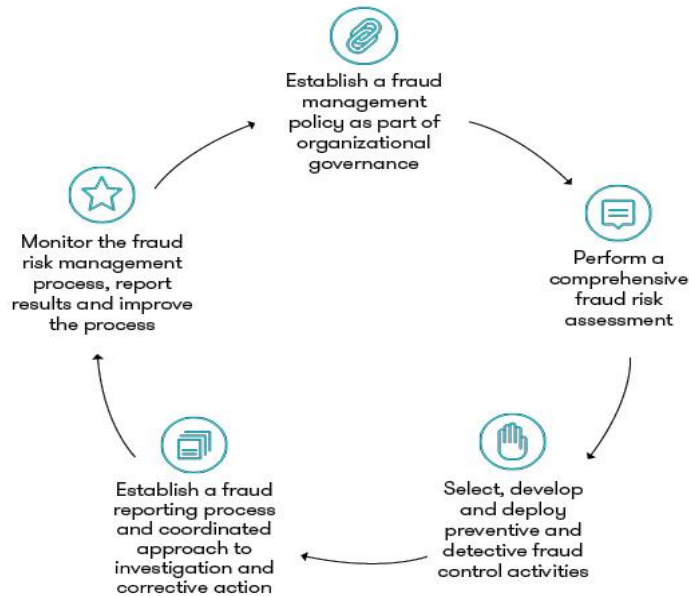 Establish a fraud
management
policy as part of
organizational
governance
Perform a
comprehensive
fraud risk
assessment
Select, develop
and deploy
preventive and
detective fraud
control activities
Establish a fraud
reporting process
and coordinated
approach to
investigation and
corrective action
Monitor the fraud
risk management
process, report
results and improve
the process